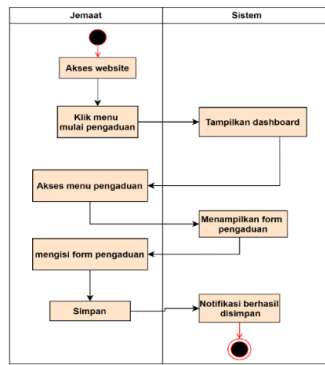 Jemaat
Sistem
Akses website
Klik menu
mulai pengaduan
Tampilkan dashboard
Akses menu pengaduan
Menampilkan form
pengaduan
mengisi form pengaduan
Simpan
Notifikasi berhasil
disimpan